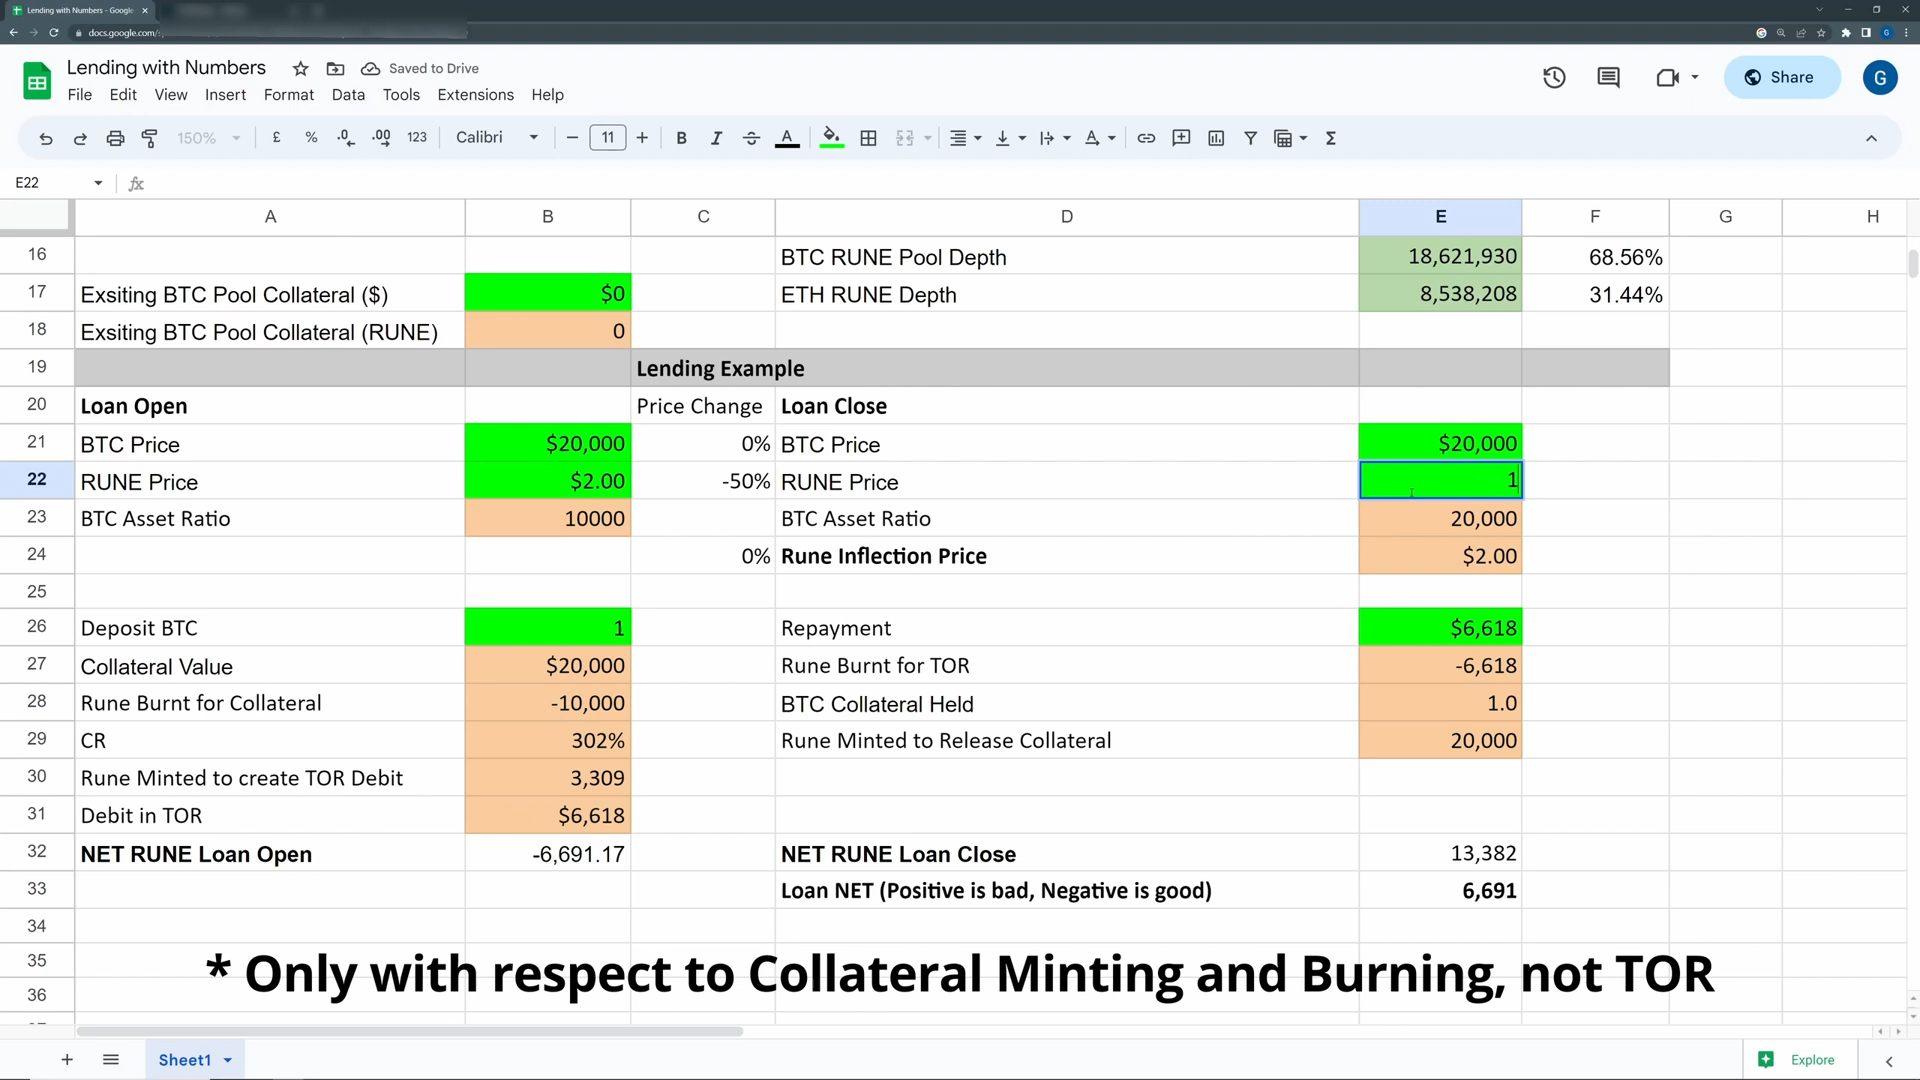 Lending with Numbers - Google
docs.google.com/
Lending with Numbers
Saved to Drive
File Edit View Insert Format Data Tools Extensions Help
Share
G
150% £ % .0 .00 123 Calibri 11 B I A
E22 fx
A B C D E F G H
16 BTC RUNE Pool Depth 18,621,930 68.56%
17 Exsiting BTC Pool Collateral ($) $0 ETH RUNE Depth 8,538,208 31.44%
18 Exsiting BTC Pool Collateral (RUNE) 0
19 Lending Example
20 Loan Open Price Change Loan Close
21 BTC Price $20,000 0% BTC Price $20,000
22 RUNE Price $2.00 -50% RUNE Price 1
23 BTC Asset Ratio 10000 BTC Asset Ratio 20,000
24 0% Rune Inflection Price $2.00
25
26 Deposit BTC 1 Repayment $6,618
27 Collateral Value $20,000 Rune Burnt for TOR -6,618
28 Rune Burnt for Collateral -10,000 BTC Collateral Held 1.0
29 CR 302% Rune Minted to Release Collateral 20,000
30 Rune Minted to create TOR Debit 3,309
31 Debit in TOR $6,618
32 NET RUNE Loan Open -6,691.17 NET RUNE Loan Close 13,382
33 Loan NET (Positive is bad, Negative is good) 6,691
34
35
* Only with respect to Collateral Minting and Burning, not TOR
36
Sheet1
Explore